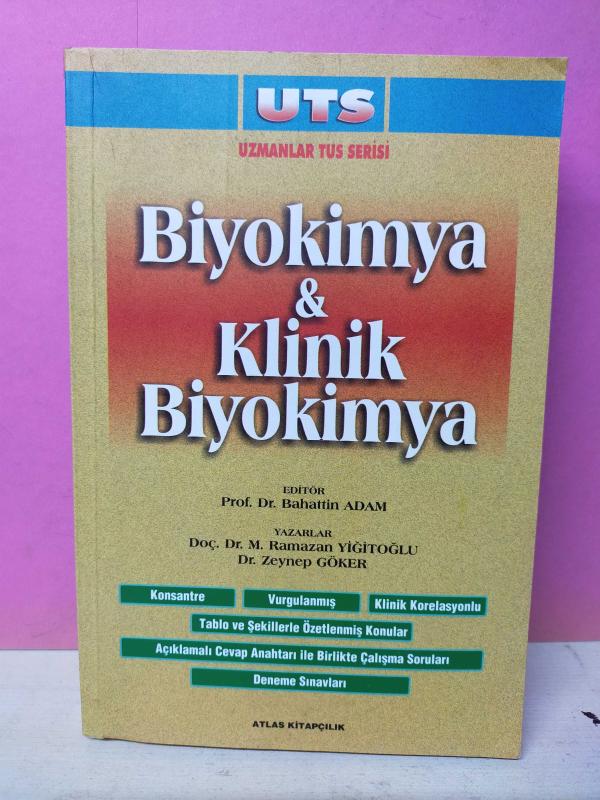 UTS
UZMANLAR TUS SERİSİ
Biyokimya
&
Klinik
Biyokimya
EDİTÖR
Prof. Dr. Bahattin ADAM
YAZARLAR
Doç. Dr. M. Ramazan YİĞİTOĞLU
Dr. Zeynep GÖKER
Konsantre
Vurgulanmış
Klinik Korelasyonlu
Tablo ve Şekillerle Özetlenmiş Konular
Açıklamalı Cevap Anahtarı ile Birlikte Çalışma Soruları
Deneme Sınavları
ATLAS KİTAPÇILIK